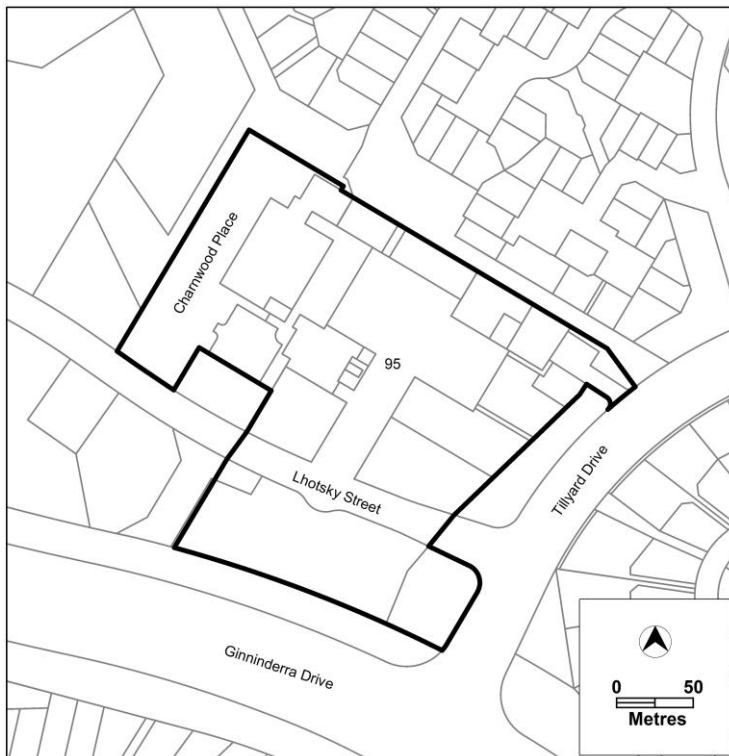 Charnwood Place
95
Lhotsky Street
Tillyard Drive
Ginninderra Drive
0 50
Metres